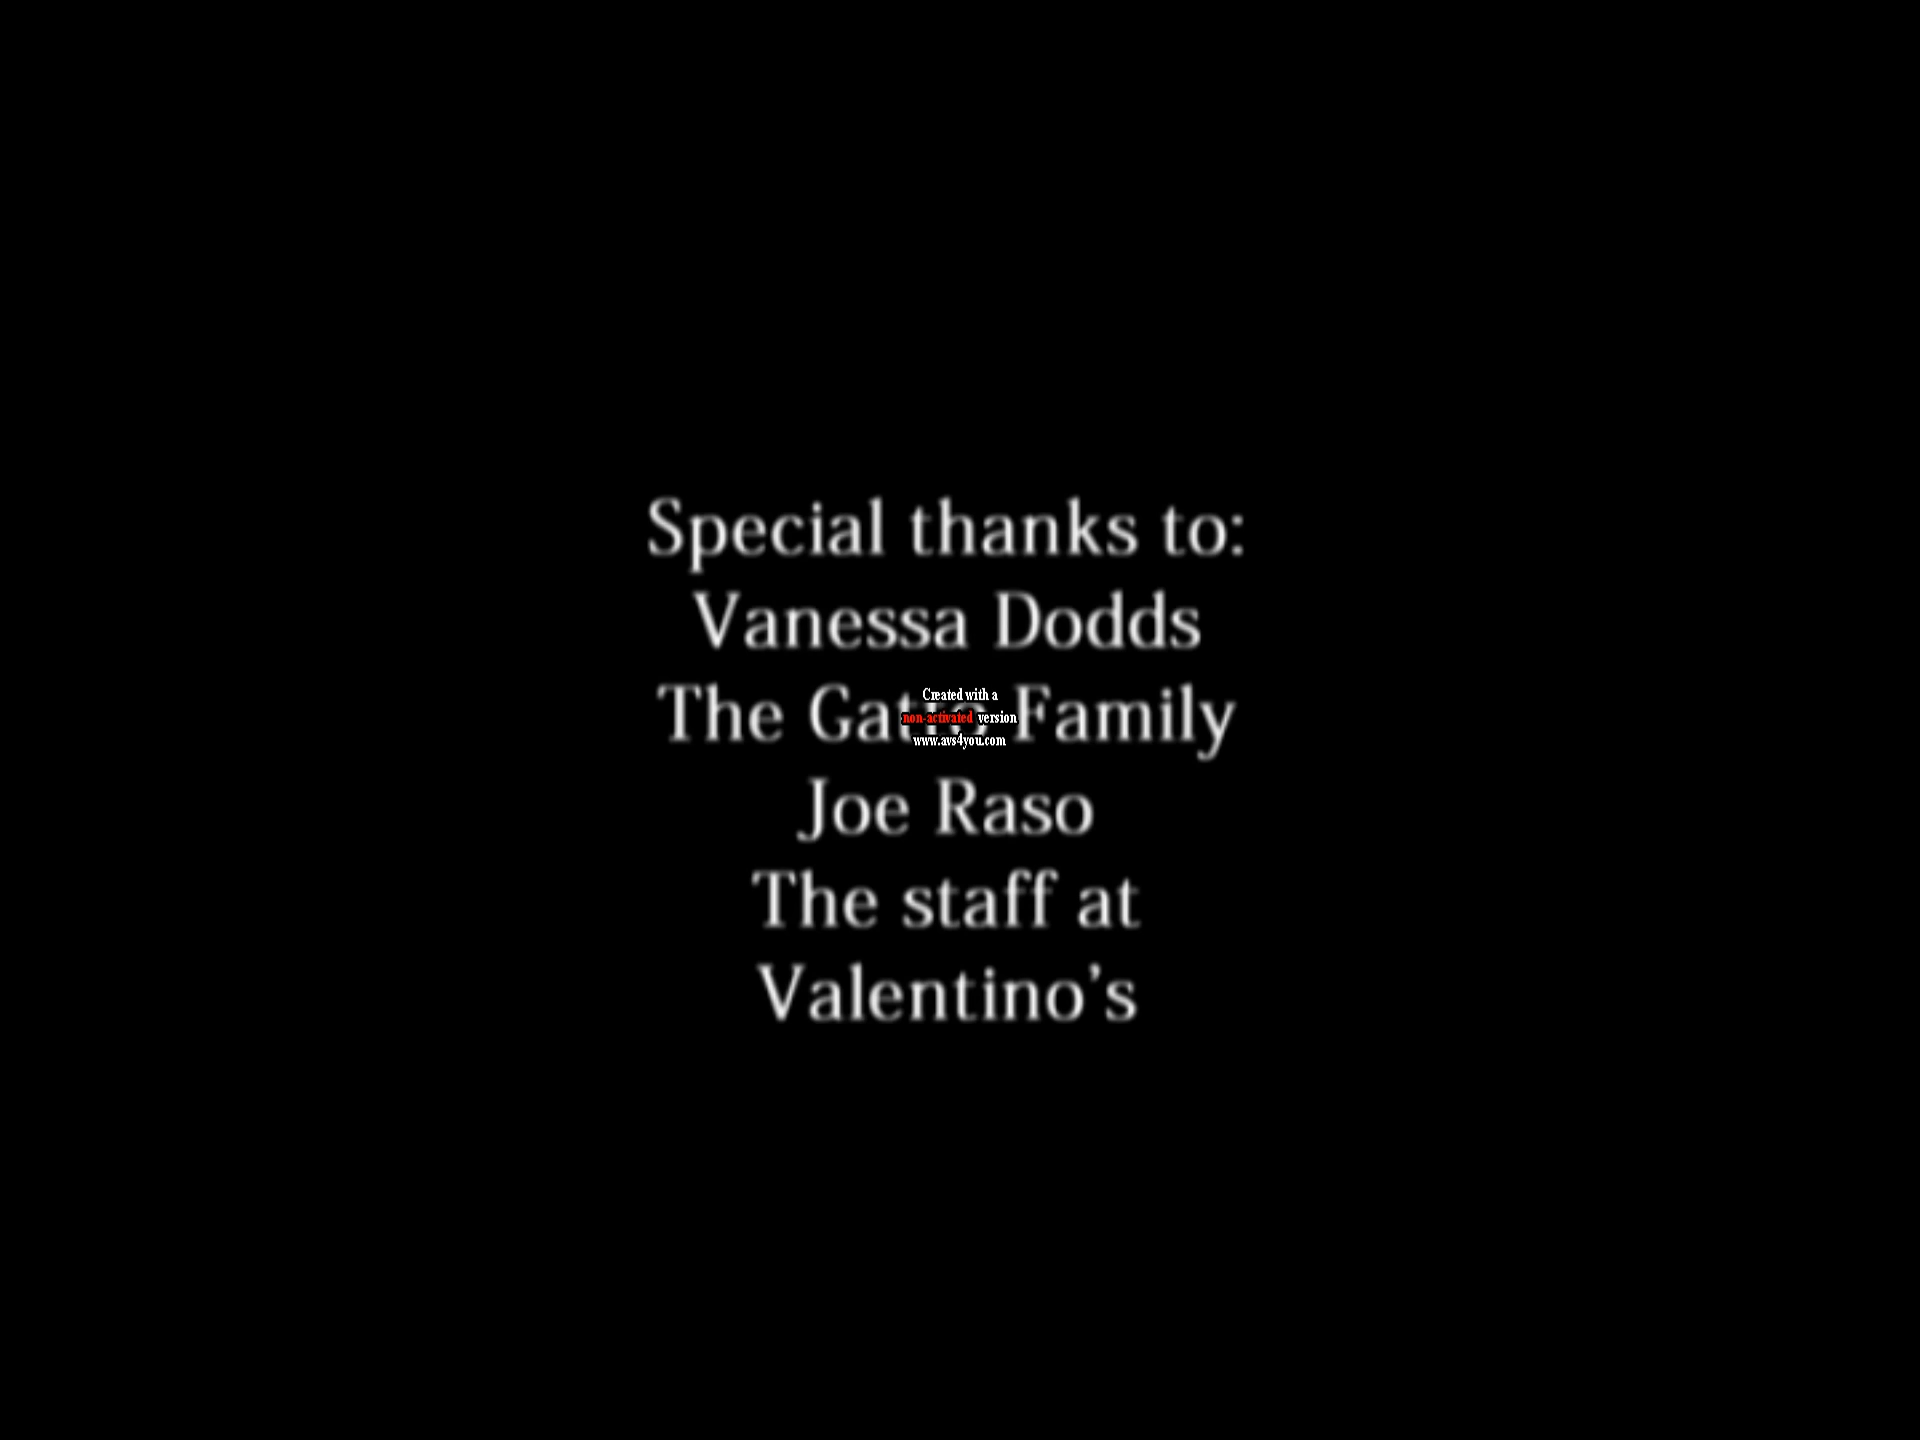 Special thanks to:
Vanessa Dodds
The Family
Joe Raso
The staff at
Valentino's
Created with a
non-activated version
www.avs4you.com